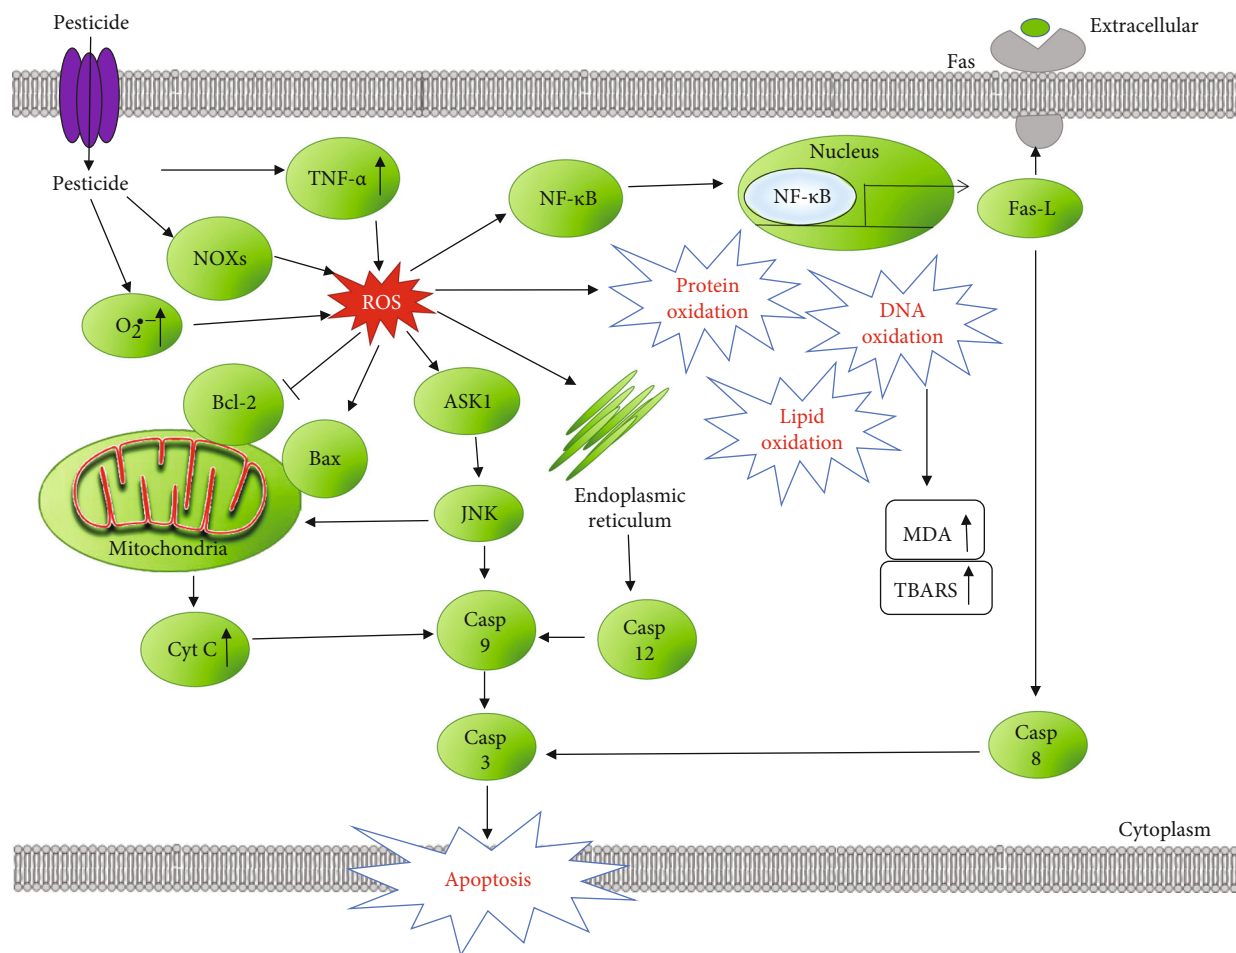 Pesticide
Extracellular
Fas
Pesticide
TNF-α
Nucleus
NF-κB
NF-κB
Fas-L
NOXs
ROS
Protein
oxidation
DNA
oxidation
O₂•−
Bcl-2
ASK1
Lipid
oxidation
Bax
Endoplasmic
reticulum
JNK
Mitochondria
MDA
TBARS
Cyt C
Casp
9
Casp
12
Casp
3
Casp
8
Cytoplasm
Apoptosis